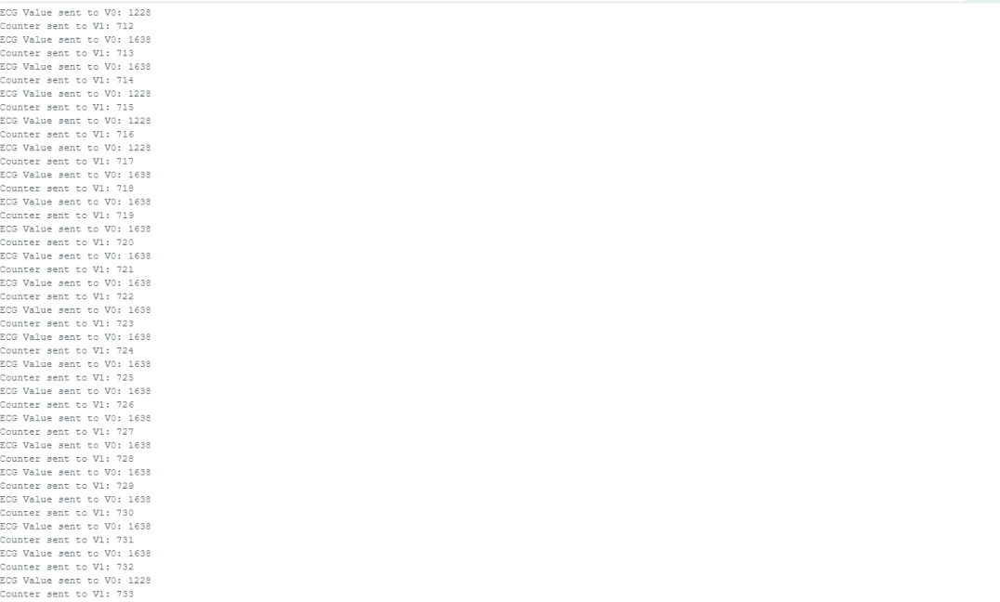 ECG Value sent to V0: 1228
Counter sent to V1: 712
ECG Value sent to V0: 1638
Counter sent to V1: 713
ECG Value sent to V0: 1638
Counter sent to V1: 714
ECG Value sent to V0: 1228
Counter sent to V1: 715
ECG Value sent to V0: 1228
Counter sent to V1: 716
ECG Value sent to V0: 1228
Counter sent to V1: 717
ECG Value sent to V0: 1638
Counter sent to V1: 718
ECG Value sent to V0: 1638
Counter sent to V1: 719
ECG Value sent to V0: 1638
Counter sent to V1: 720
ECG Value sent to V0: 1638
Counter sent to V1: 721
ECG Value sent to V0: 1638
Counter sent to V1: 722
ECG Value sent to V0: 1638
Counter sent to V1: 723
ECG Value sent to V0: 1638
Counter sent to V1: 724
ECG Value sent to V0: 1638
Counter sent to V1: 725
ECG Value sent to V0: 1638
Counter sent to V1: 726
ECG Value sent to V0: 1638
Counter sent to V1: 727
ECG Value sent to V0: 1638
Counter sent to V1: 728
ECG Value sent to V0: 1638
Counter sent to V1: 729
ECG Value sent to V0: 1638
Counter sent to V1: 730
ECG Value sent to V0: 1638
Counter sent to V1: 731
ECG Value sent to V0: 1638
Counter sent to V1: 732
ECG Value sent to V0: 1228
Counter sent to V1: 733